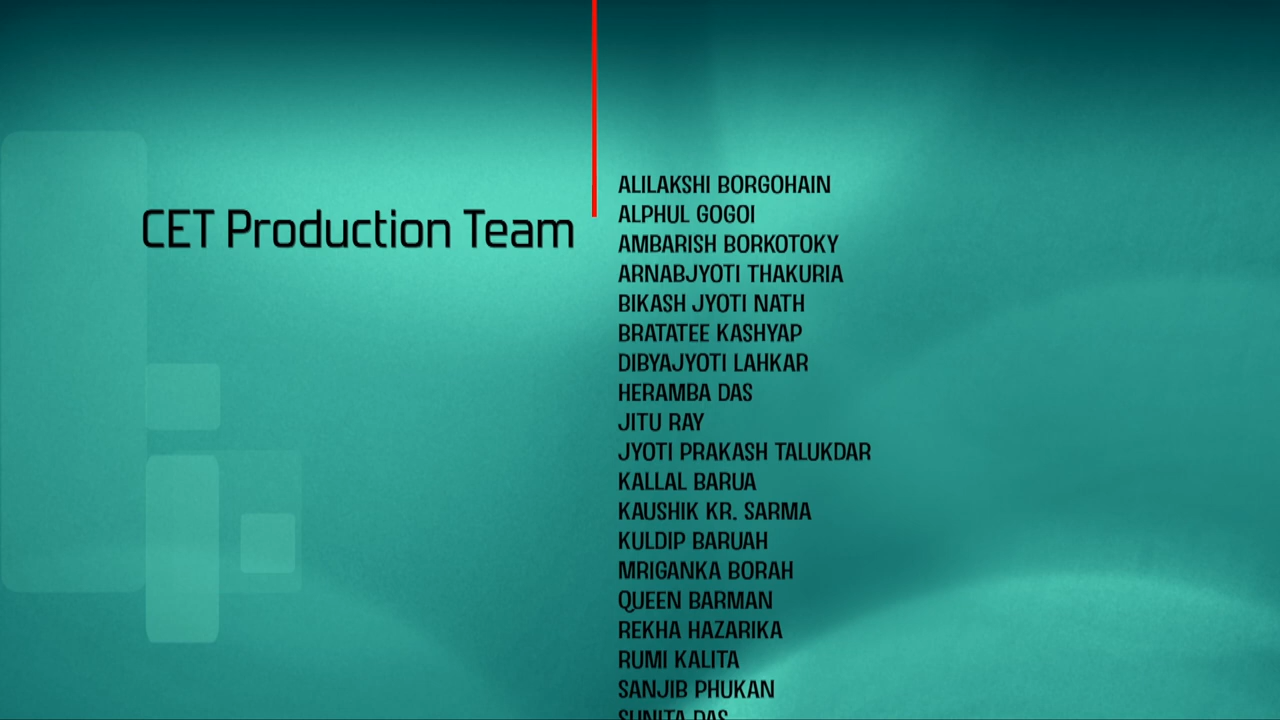 CET Production Team
ALILAKSHI BORGOHAIN
ALPHUL GOGOI
AMBARISH BORKOTOKY
ARNABJYOTI THAKURIA
BIKASH JYOTI NATH
BRATATEE KASHYAP
DIBYAJYOTI LAHKAR
HERAMBA DAS
JITU RAY
JYOTI PRAKASH TALUKDAR
KALLAL BARUA
KAUSHIK KR. SARMA
KULDIP BARUAH
MRIGANKA BORAH
QUEEN BARMAN
REKHA HAZARIKA
RUMI KALITA
SANJIB PHUKAN
SUNITA DAS